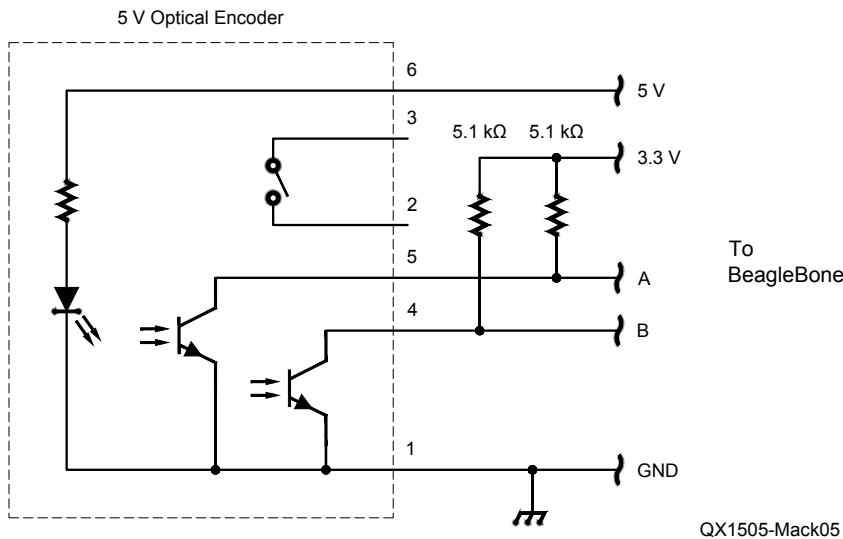 5 V Optical Encoder
6
5 V
3
5.1 kΩ 5.1 kΩ
3.3 V
2
5
A
To
BeagleBone
4
B
1
GND
QX1505-Mack05